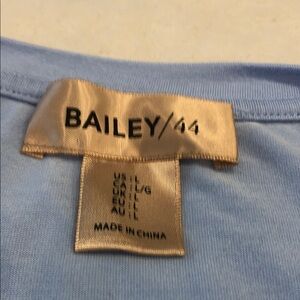 BAILEY/44
US : L
CA : L/G
UK : L
EU : L
AU : L
MADE IN CHINA